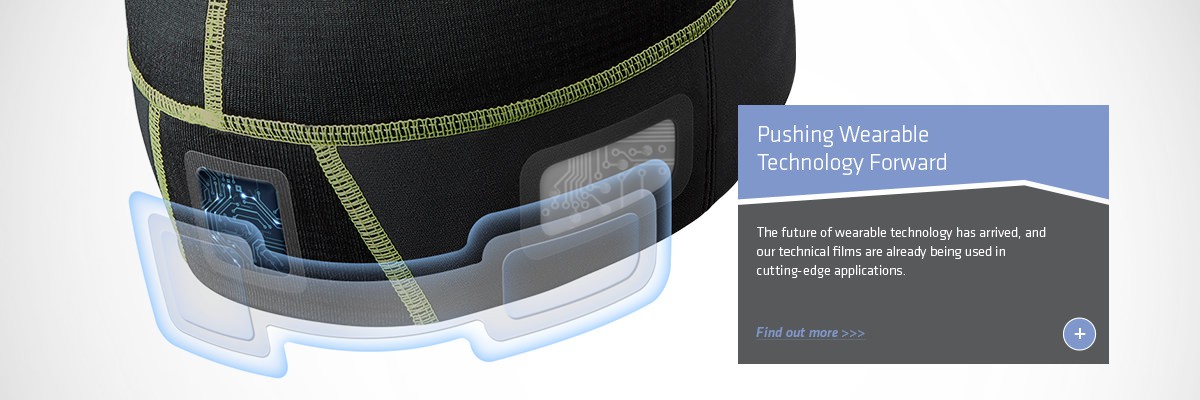 Pushing Wearable
Technology Forward
The future of wearable technology has arrived, and
our technical films are already being used in
cutting-edge applications.
Find out more >>>
+